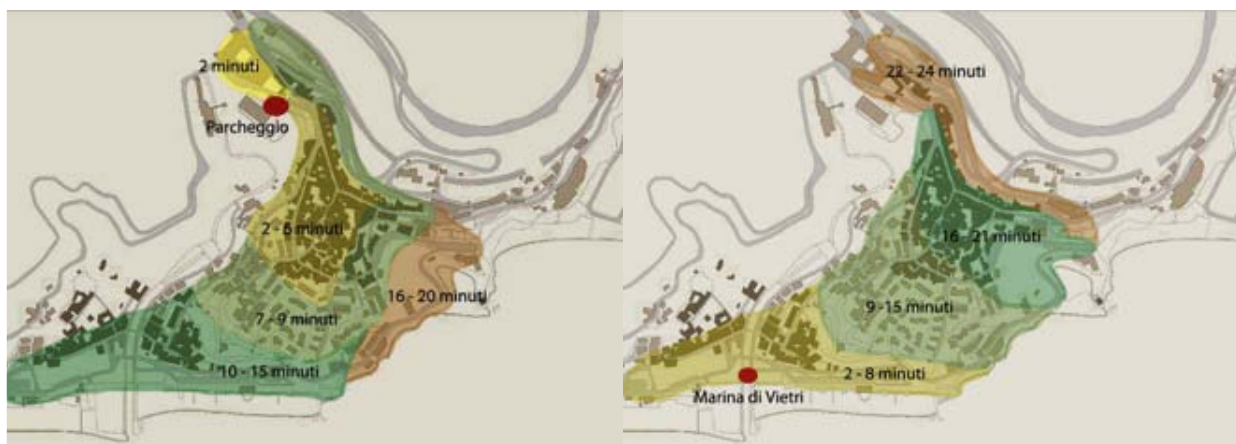 2 minuti
Parcheggio
2 - 6 minuti
16 - 20 minuti
7 - 9 minuti
10 - 15 minuti
22 - 24 minuti
16 - 21 minuti
9 -15 minuti
2 - 8 minuti
Marina di Vietri